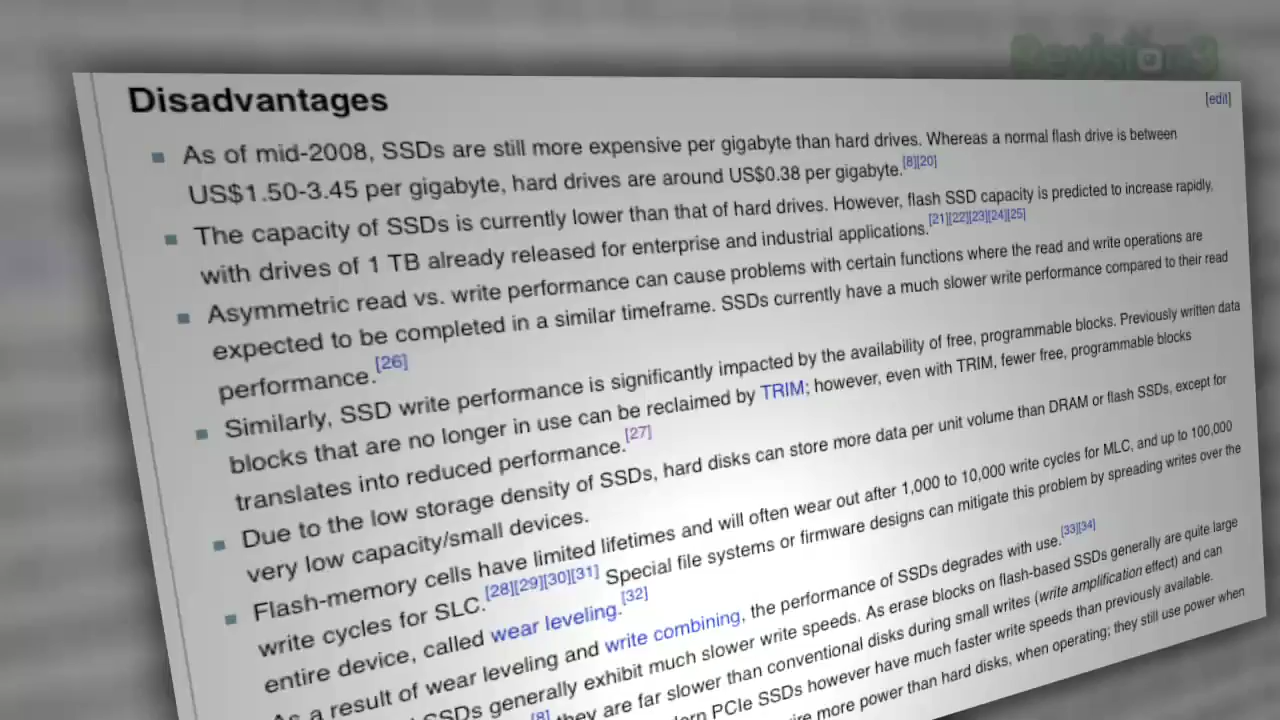 Revision3
Disadvantages
[edit]
As of mid-2008, SSDs are still more expensive per gigabyte than hard drives. Whereas a normal flash drive is between
US$1.50-3.45 per gigabyte, hard drives are around US$0.38 per gigabyte.[8][20]
The capacity of SSDs is currently lower than that of hard drives. However, flash SSD capacity is predicted to increase rapidly,
with drives of 1 TB already released for enterprise and industrial applications.[21][22][23][24][25]
Asymmetric read vs. write performance can cause problems with certain functions where the read and write operations are
expected to be completed in a similar timeframe. SSDs currently have a much slower write performance compared to their read
performance.[26]
Similarly, SSD write performance is significantly impacted by the availability of free, programmable blocks. Previously written data
blocks that are no longer in use can be reclaimed by TRIM; however, even with TRIM, fewer free, programmable blocks
translates into reduced performance.[27]
Due to the low storage density of SSDs, hard disks can store more data per unit volume than DRAM or flash SSDs, except for
very low capacity/small devices.
Flash-memory cells have limited lifetimes and will often wear out after 1,000 to 10,000 write cycles for MLC, and up to 100,000
write cycles for SLC.[28][29][30][31] Special file systems or firmware designs can mitigate this problem by spreading writes over the
entire device, called wear leveling.[32]
As a result of wear leveling and write combining, the performance of SSDs degrades with use.[33][34]
SSDs generally exhibit much slower write speeds. As erase blocks on flash-based SSDs generally are quite large
they are far slower than conventional disks during small writes (write amplification effect) and can
[8]
PCIe SSDs however have much faster write speeds than previously available.
more power than hard disks, when operating; they still use power when